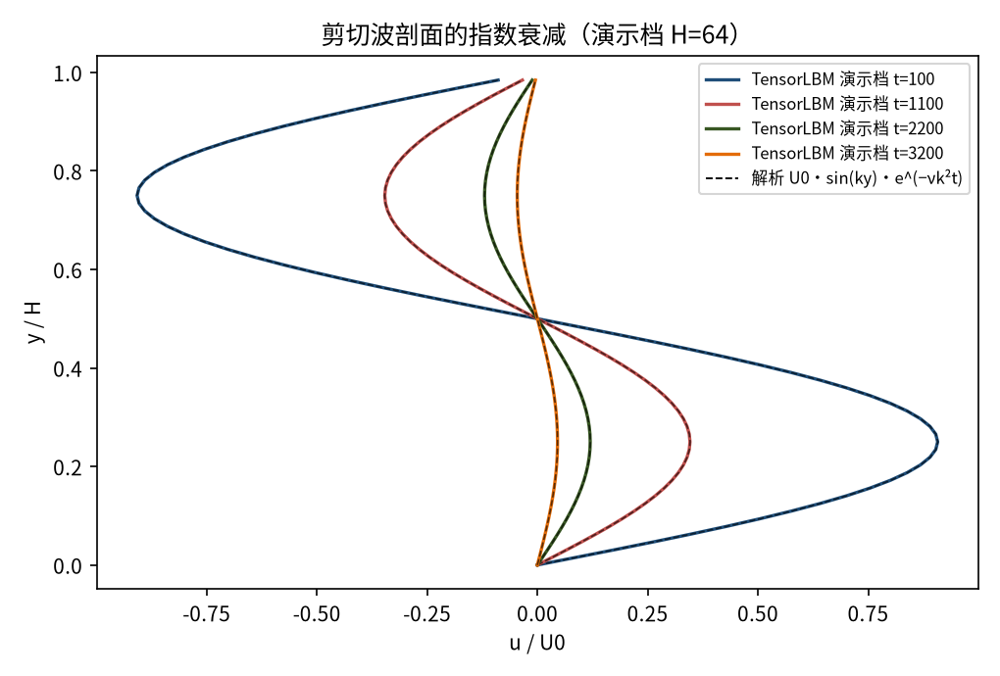 剪切波剖面的指数衰减（演示档 H=64）
TensorLBM 演示档 t=100
TensorLBM 演示档 t=1100
TensorLBM 演示档 t=2200
TensorLBM 演示档 t=3200
解析 U0・sin(ky)・e^(−νk²t)
y / H
1.0
0.8
0.6
0.4
0.2
0.0
-0.75
-0.50
-0.25
0.00
0.25
0.50
0.75
u / U0